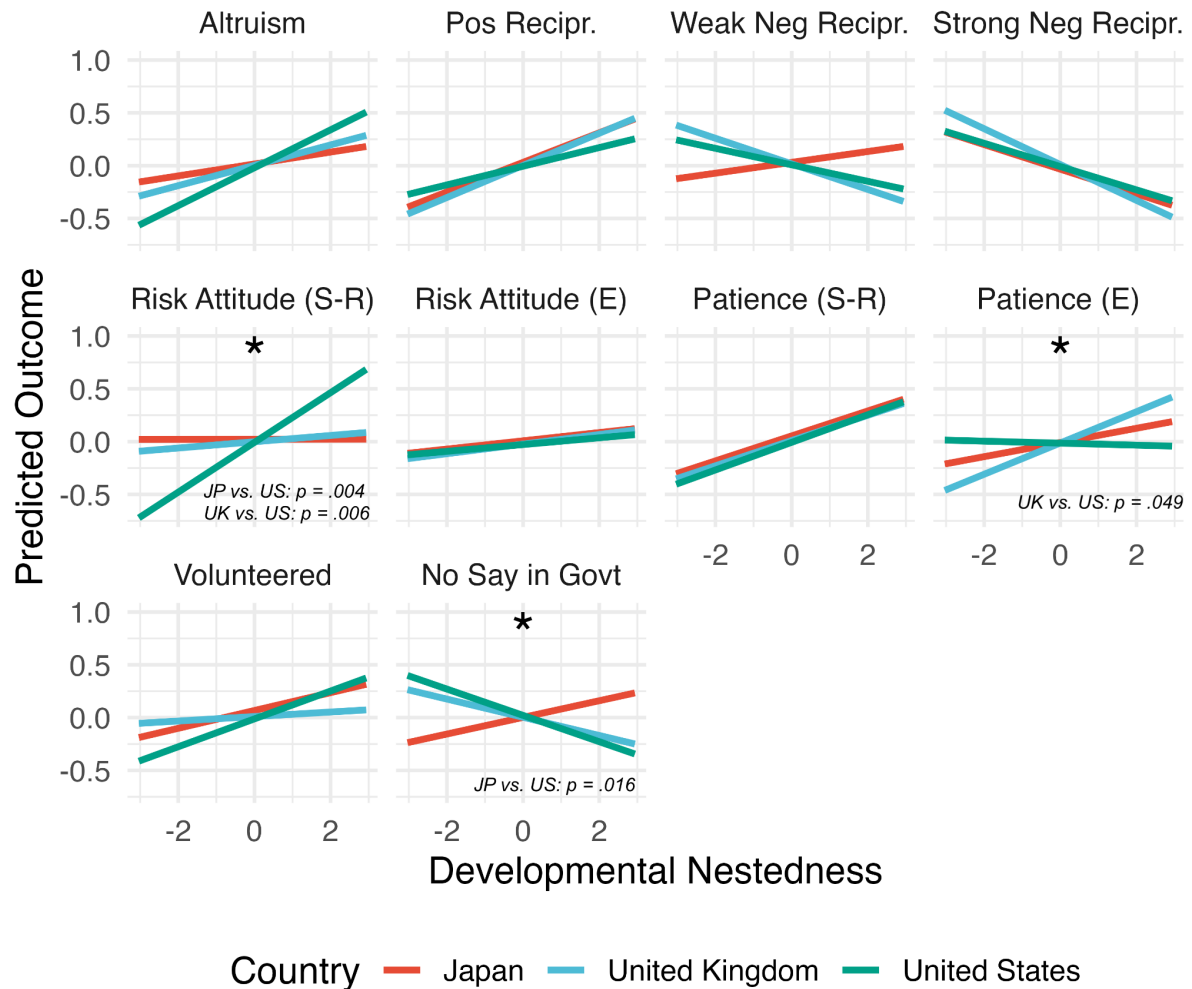 Altruism Pos Recipr. Weak Neg Recipr. Strong Neg Recipr.
1.0
0.5
0.0
-0.5
Predicted Outcome
Risk Attitude (S-R) Risk Attitude (E) Patience (S-R) Patience (E)
1.0
* *
0.5
0.0
-0.5
JP vs. US: p = .004
UK vs. US: p = .006
UK vs. US: p = .049
-2 0 2 -2 0 2
Volunteered No Say in Govt
1.0
*
0.5
0.0
-0.5
JP vs. US: p = .016
-2 0 2 -2 0 2
Developmental Nestedness
Country Japan United Kingdom United States